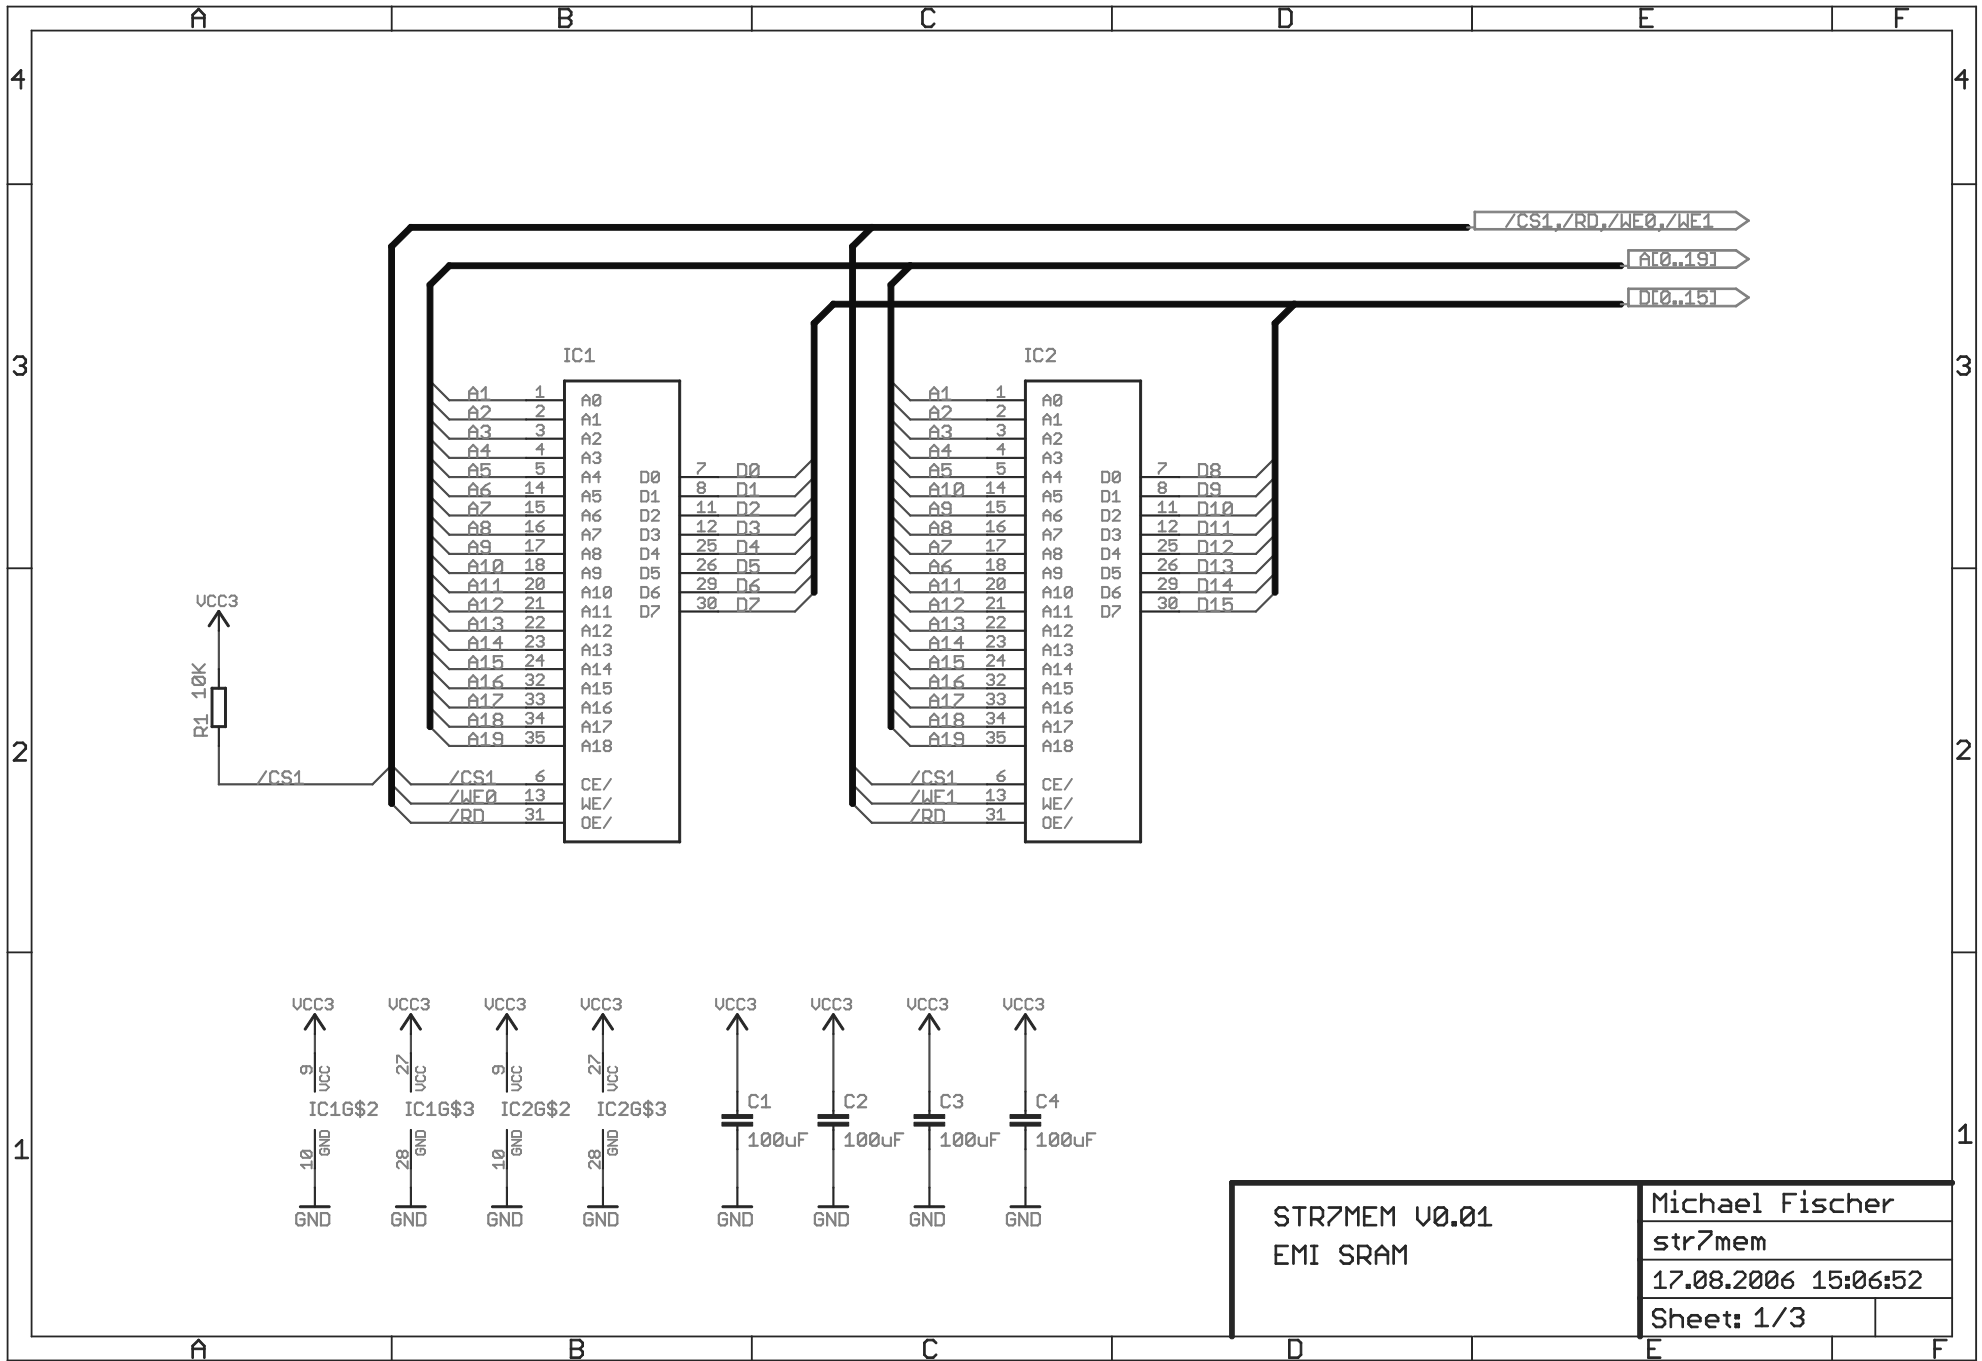 A B C D E F
4 4
/CS1,/RD,/WE0,/WE1
A[0..19]
D[0..15]
3 3
IC1 IC2
A1 1 A0 A1 1 A0
A2 2 A1 A2 2 A1
A3 3 A2 A3 3 A2
A4 4 A3 A4 4 A3
A5 5 A4 D0 7 D0 A5 5 A4 D0 7 D8
A6 14 A5 D1 8 D1 A10 14 A5 D1 8 D9
A7 15 A6 D2 11 D2 A9 15 A6 D2 11 D10
A8 16 A7 D3 12 D3 A8 16 A7 D3 12 D11
A9 17 A8 D4 25 D4 A7 17 A8 D4 25 D12
A10 18 A9 D5 26 D5 A6 18 A9 D5 26 D13
A11 20 A10 D6 29 D6 A11 20 A10 D6 29 D14
A12 21 A11 D7 30 D7 A12 21 A11 D7 30 D15
A13 22 A12 A13 22 A12
A14 23 A13 A14 23 A13
A15 24 A14 A15 24 A14
A16 32 A15 A16 32 A15
A17 33 A16 A17 33 A16
A18 34 A17 A18 34 A17
A19 35 A18 A19 35 A18
VCC3
R1 10K
2 2
/CS1 /CS1 6 CE/ /CS1 6 CE/
/WE0 13 WE/ /WE1 13 WE/
/RD 31 OE/ /RD 31 OE/
VCC3 VCC3 VCC3 VCC3 VCC3 VCC3 VCC3 VCC3
9 VCC 27 VCC 9 VCC 27 VCC
IC1G$2 IC1G$3 IC2G$2 IC2G$3 C1 C2 C3 C4
100uF 100uF 100uF 100uF
10 GND 28 GND 10 GND 28 GND
1 1
GND GND GND GND GND GND GND GND
STR7MEM V0.01
EMI SRAM
Michael Fischer
str7mem
17.08.2006 15:06:52
Sheet: 1/3
A B C D E F